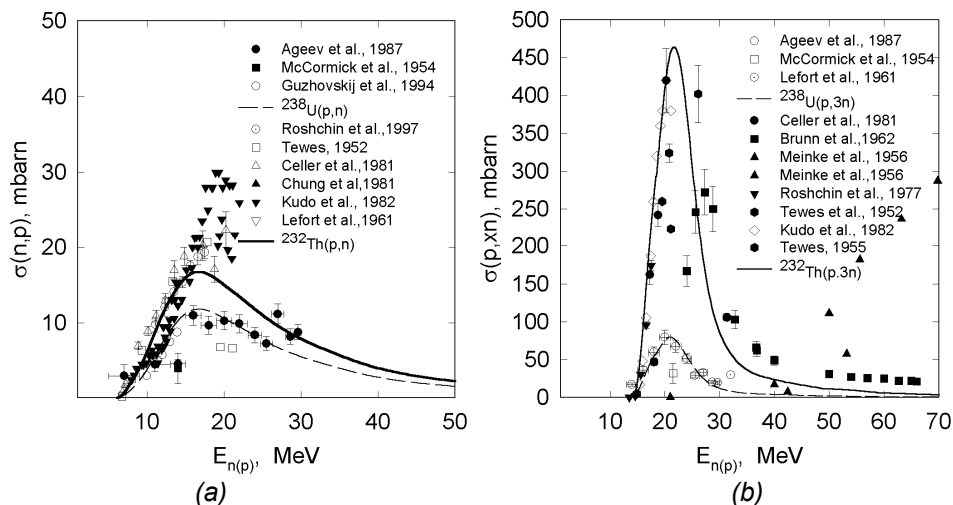 50
40
30
20
10
σ(n,p), mbarn
Ageev et al., 1987
McCormick et al., 1954
Guzhovskij et al., 1994
²³⁸U(p,n)
Roshchin et al.,1997
Tewes, 1952
Celler et al., 1981
Chung et al,1981
Kudo et al., 1982
Lefort et al., 1961
²³²Th(p,n)
10 20 30 40 50
E_n(p), MeV
(a)
500
450
400
350
300
250
200
150
100
50
0
σ(p,xn), mbarn
Ageev et al., 1987
McCormick et al., 1954
Lefort et al., 1961
²³⁸U(p,3n)
Celler et al., 1981
Brunn et al., 1962
Meinke et al., 1956
Meinke et al., 1956
Roshchin et al., 1977
Tewes et al., 1952
Kudo et al., 1982
Tewes, 1955
²³²Th(p.3n)
10 20 30 40 50 60 70
E_n(p), MeV
(b)